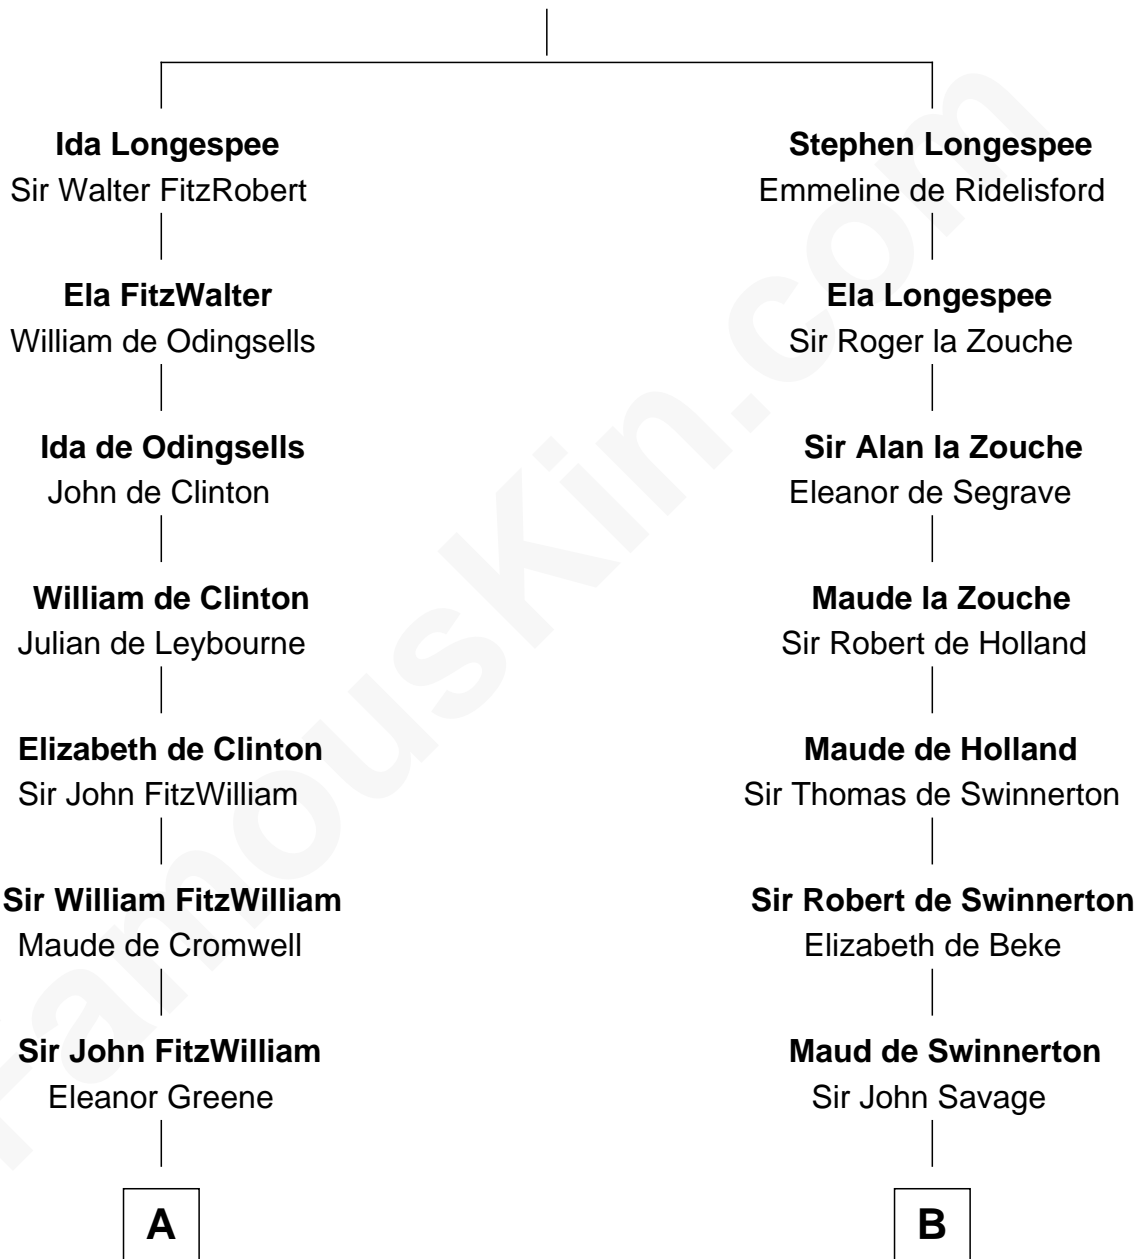 Ida Longespee
Sir Walter FitzRobert
Ela FitzWalter
William de Odingsells
Ida de Odingsells
John de Clinton
William de Clinton
Julian de Leybourne
Elizabeth de Clinton
Sir John FitzWilliam
Sir William FitzWilliam
Maude de Cromwell
Sir John FitzWilliam
Eleanor Greene
A
Stephen Longespee
Emmeline de Ridelisford
Ela Longespee
Sir Roger la Zouche
Sir Alan la Zouche
Eleanor de Segrave
Maude la Zouche
Sir Robert de Holland
Maude de Holland
Sir Thomas de Swinnerton
Sir Robert de Swinnerton
Elizabeth de Beke
Maud de Swinnerton
Sir John Savage
B
FamousKin.com